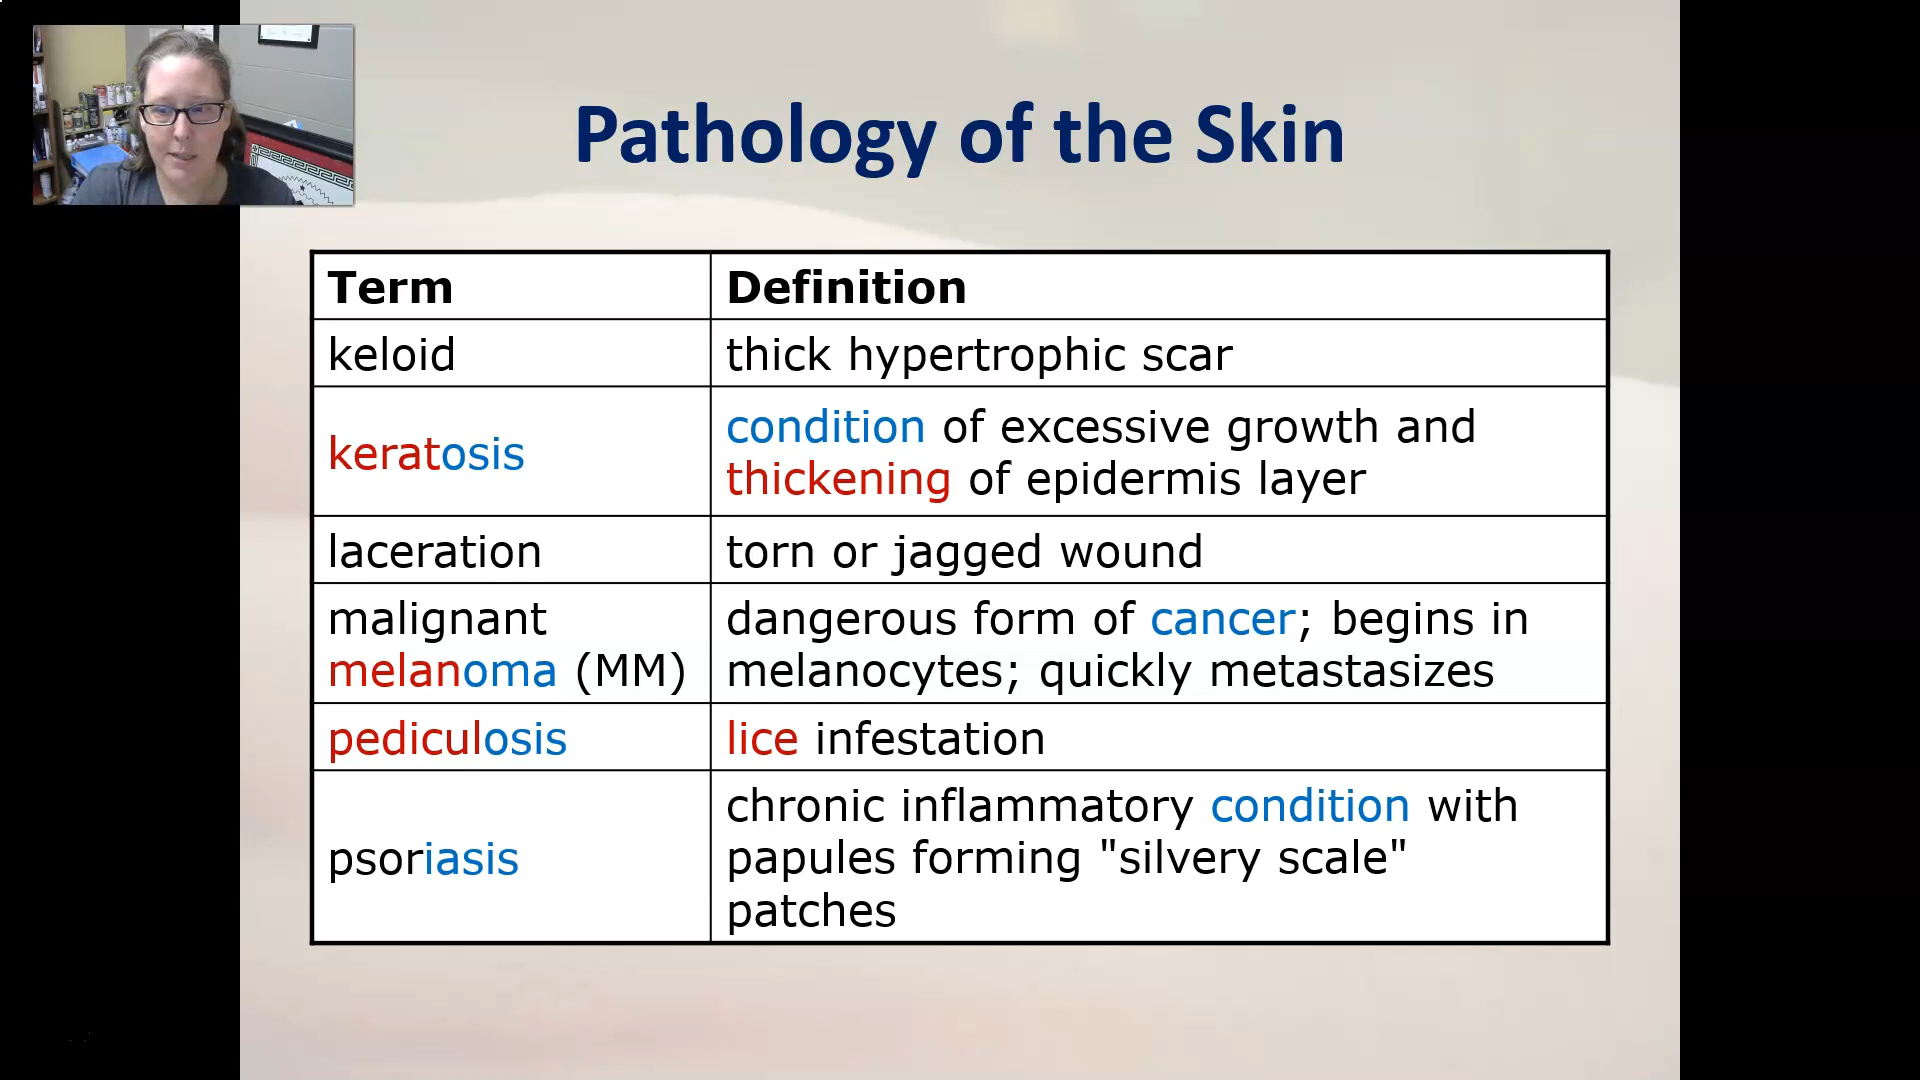 Pathology of the Skin
Term
Definition
keloid
thick hypertrophic scar
keratosis
condition of excessive growth and
thickening of epidermis layer
laceration
torn or jagged wound
malignant
melanoma (MM)
dangerous form of cancer; begins in
melanocytes; quickly metastasizes
pediculosis
lice infestation
psoriasis
chronic inflammatory condition with
papules forming "silvery scale"
patches